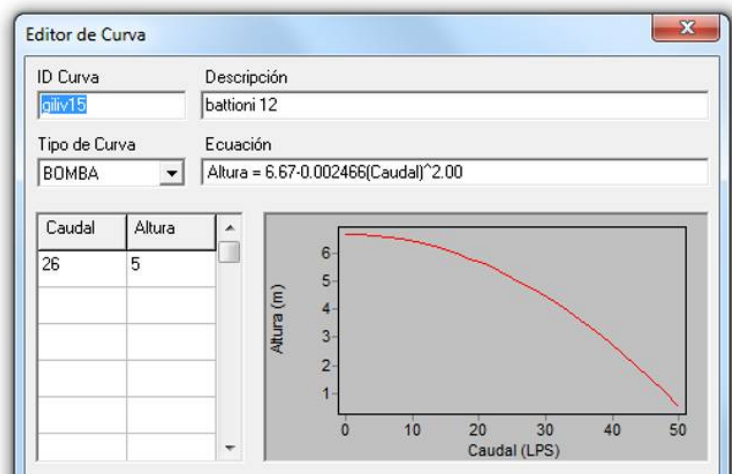 Editor de Curva
ID Curva Descripción
giliv15 battioni 12
Tipo de Curva Ecuación
BOMBA Altura = 6.67-0.002466(Caudal)^2.00
Caudal Altura
26 5
6
5
4
3
2
1
Altura (m)
0 10 20 30 40 50
Caudal (LPS)